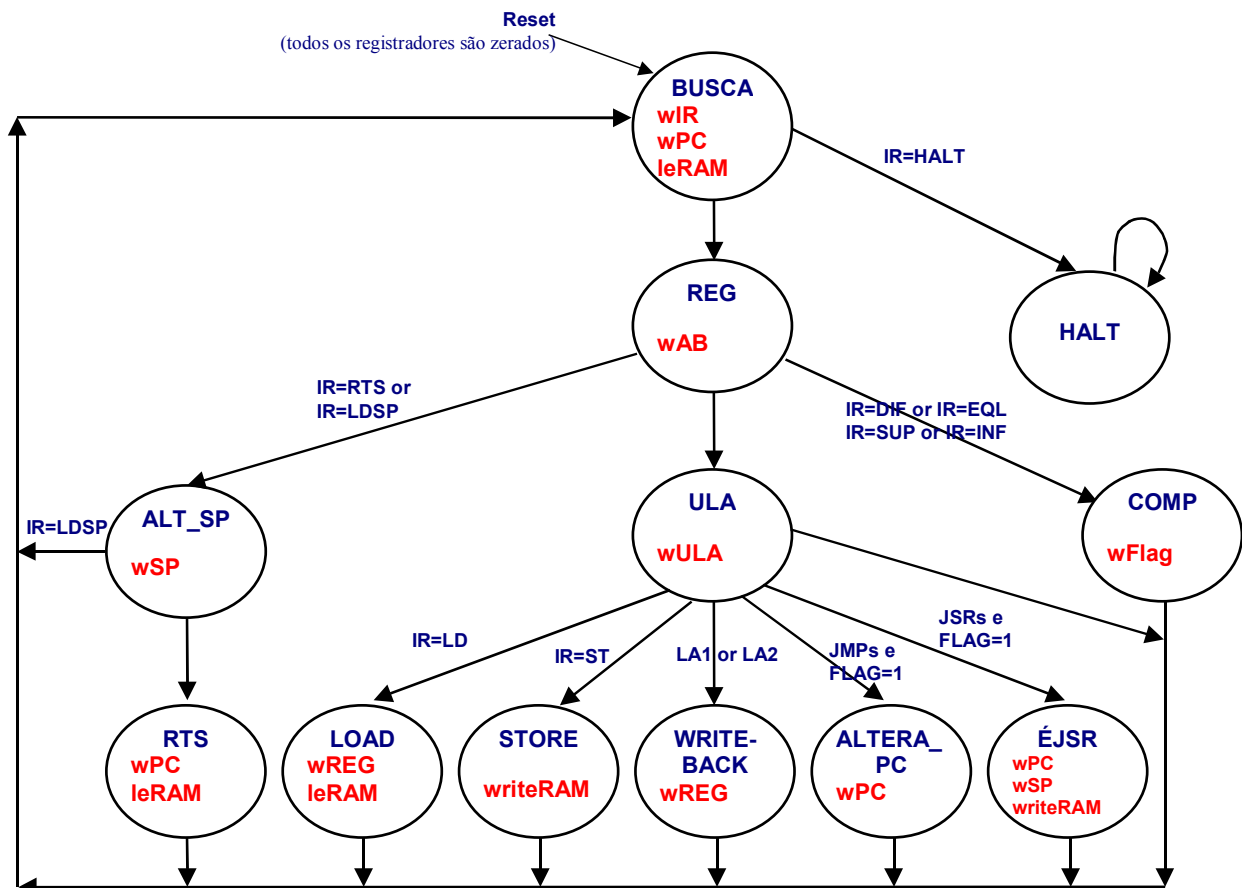 Reset
(todos os registradores são zerados)
BUSCA
wIR
wPC
leRAM
IR=HALT
REG
wAB
HALT
IR=RTS or
IR=LDSP
IR=DIF or IR=EQL
IR=SUP or IR=INF
ALT_SP
wSP
IR=LDSP
ULA
wULA
COMP
wFlag
IR=LD
IR=ST
LA1 or LA2
JMPs e
FLAG=1
JSRs e
FLAG=1
RTS
wPC
leRAM
LOAD
wREG
leRAM
STORE
writeRAM
WRITE-
BACK
wREG
ALTERA_
PC
wPC
ÉJSR
wPC
wSP
writeRAM